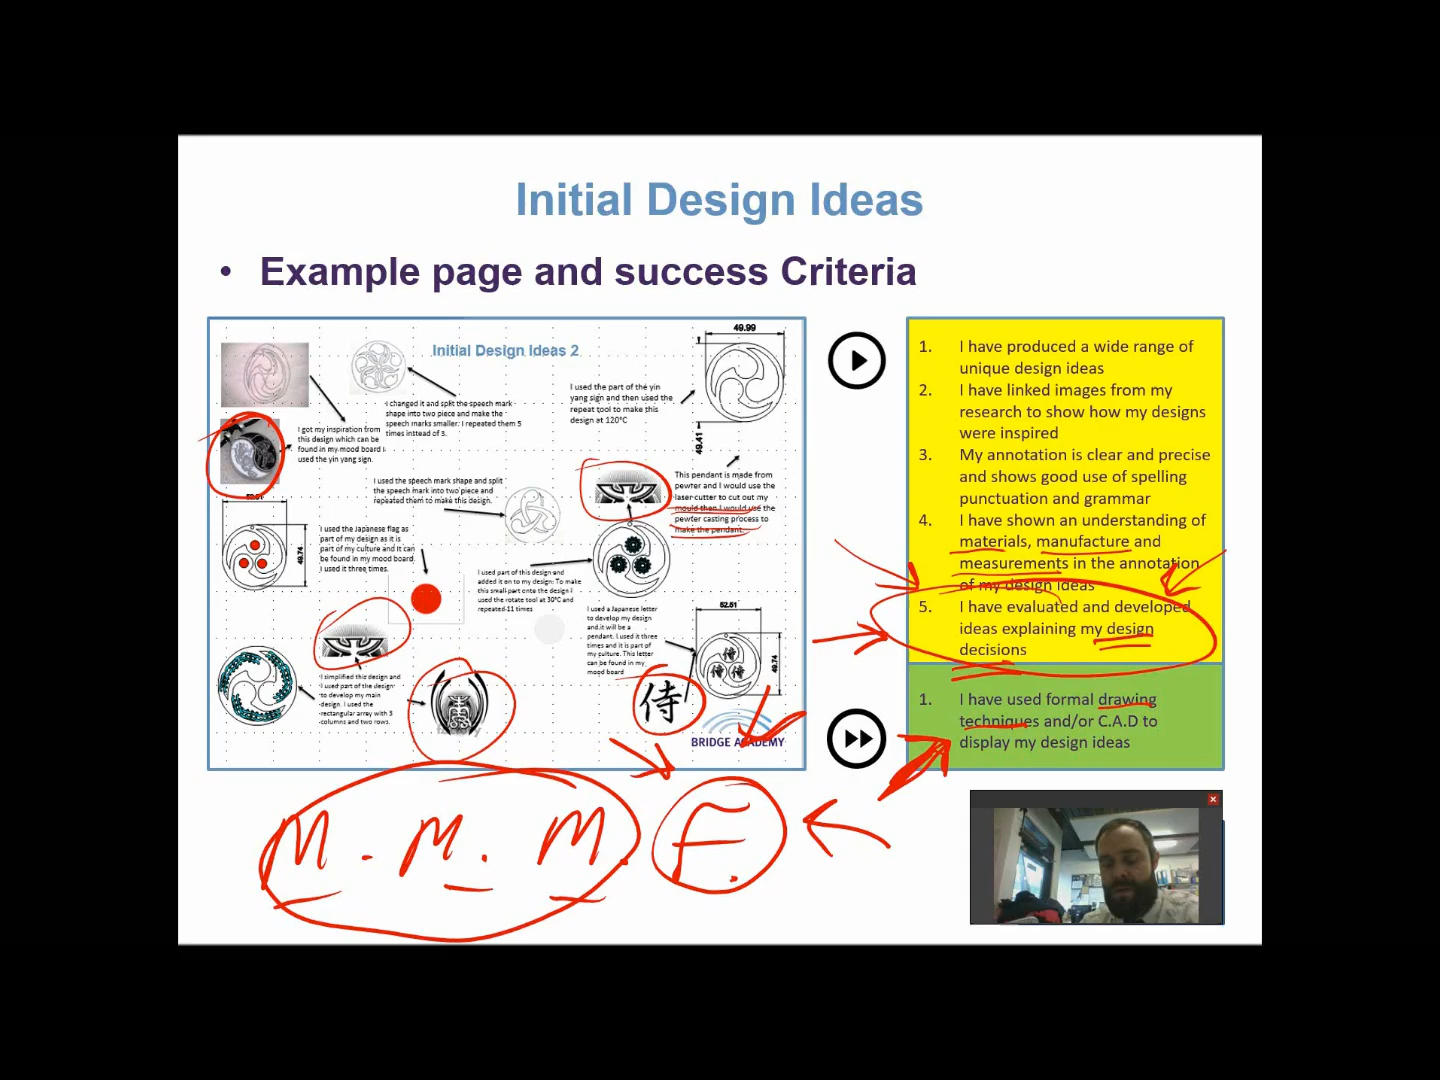 Initial Design Ideas
• Example page and success Criteria
Initial Design Ideas 2
49.99
49.41
I changed it and split the speech mark
shape into two piece and make the
speech marks smaller. I repeated them 5
times instead of 3.
I used the part of the yin
yang sign and then used the
repeat tool to make this
design at 120°C
I got my inspiration from
this design which can be
found in my mood board I
used the yin yang sign.
This pendant is made from
pewter and I would use the
laser cutter to cut out my
mould then I would use the
pewter casting process to
make the pendant.
I used the speech mark shape and split
the speech mark into two piece and
repeated them to make this design.
49.74
I used the Japanese flag as
part of my design as it is
part of my culture and it can
be found in my mood board.
I used it three times.
I used part of this design and
added it on to my design. To make
this small part onto the design I
used the rotate tool at 30°C and
repeated 11 times
I used a Japanese letter
to develop my design
and it will be a
pendant. I used it three
times and it is part of
my culture. This letter
can be found in my
mood board
52.51
49.74
侍 侍 侍
I simplified this design and
I used part of the design
to develop my main
design. I used the
rectangular array with 3
columns and two rows.
侍
BRIDGE ACADEMY
1. I have produced a wide range of
unique design ideas
2. I have linked images from my
research to show how my designs
were inspired
3. My annotation is clear and precise
and shows good use of spelling
punctuation and grammar
4. I have shown an understanding of
materials, manufacture and
measurements in the annotation
of my design ideas
5. I have evaluated and developed
ideas explaining my design
decisions
1. I have used formal drawing
techniques and/or C.A.D to
display my design ideas
M. M. M. F.